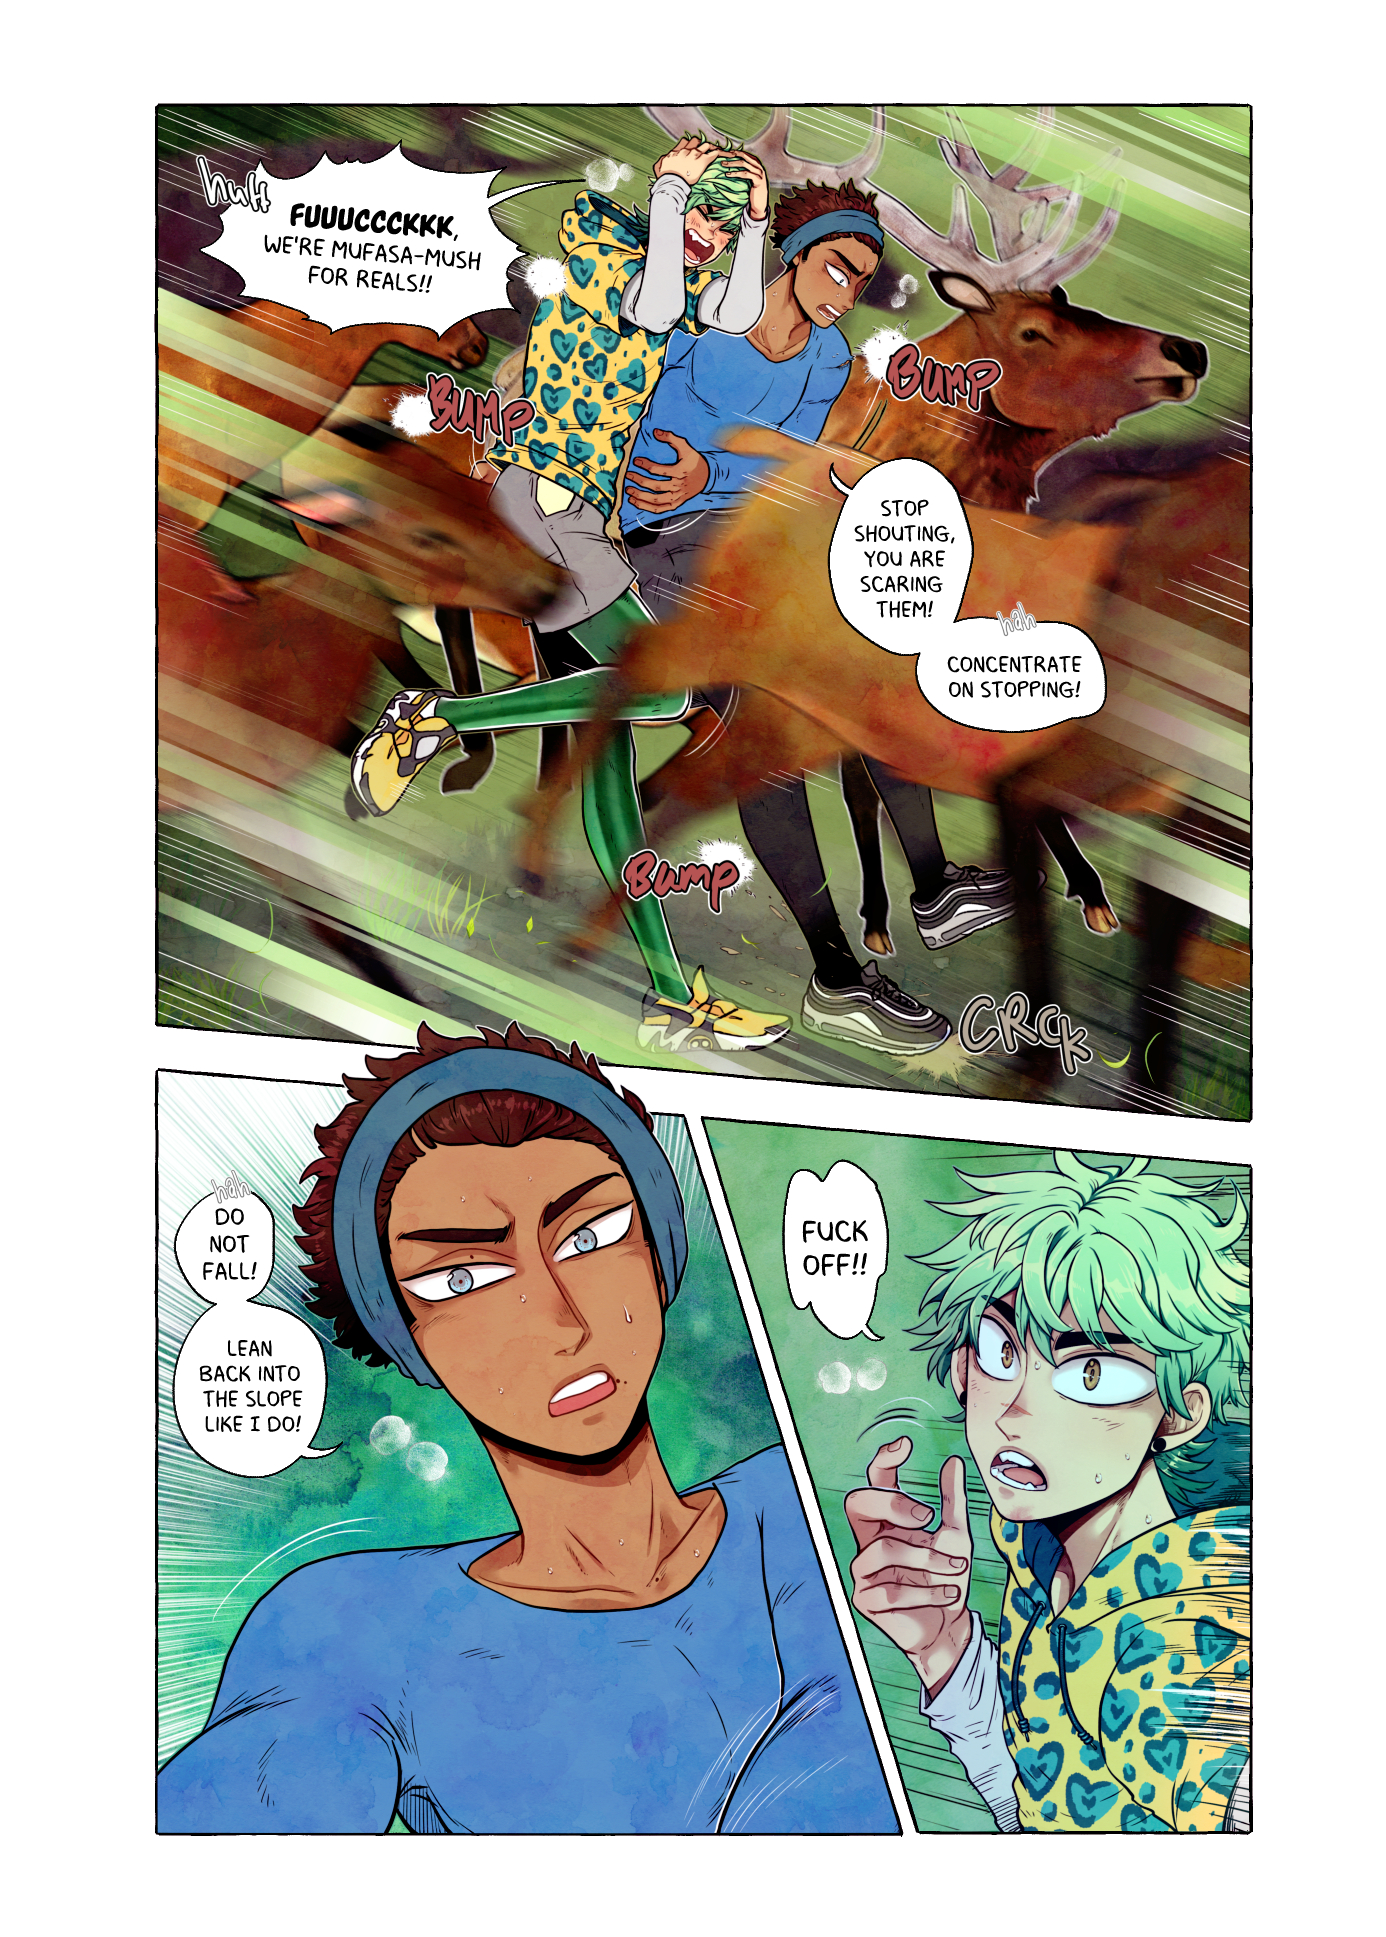 huff
FUUUCCCKKK,
WE'RE MUFASA-MUSH
FOR REALS!!
BUMP
BUMP
STOP
SHOUTING,
YOU ARE
SCARING
THEM!
hah
CONCENTRATE
ON STOPPING!
BUMP
CRCK
hah
DO
NOT
FALL!
LEAN
BACK INTO
THE SLOPE
LIKE I DO!
FUCK
OFF!!